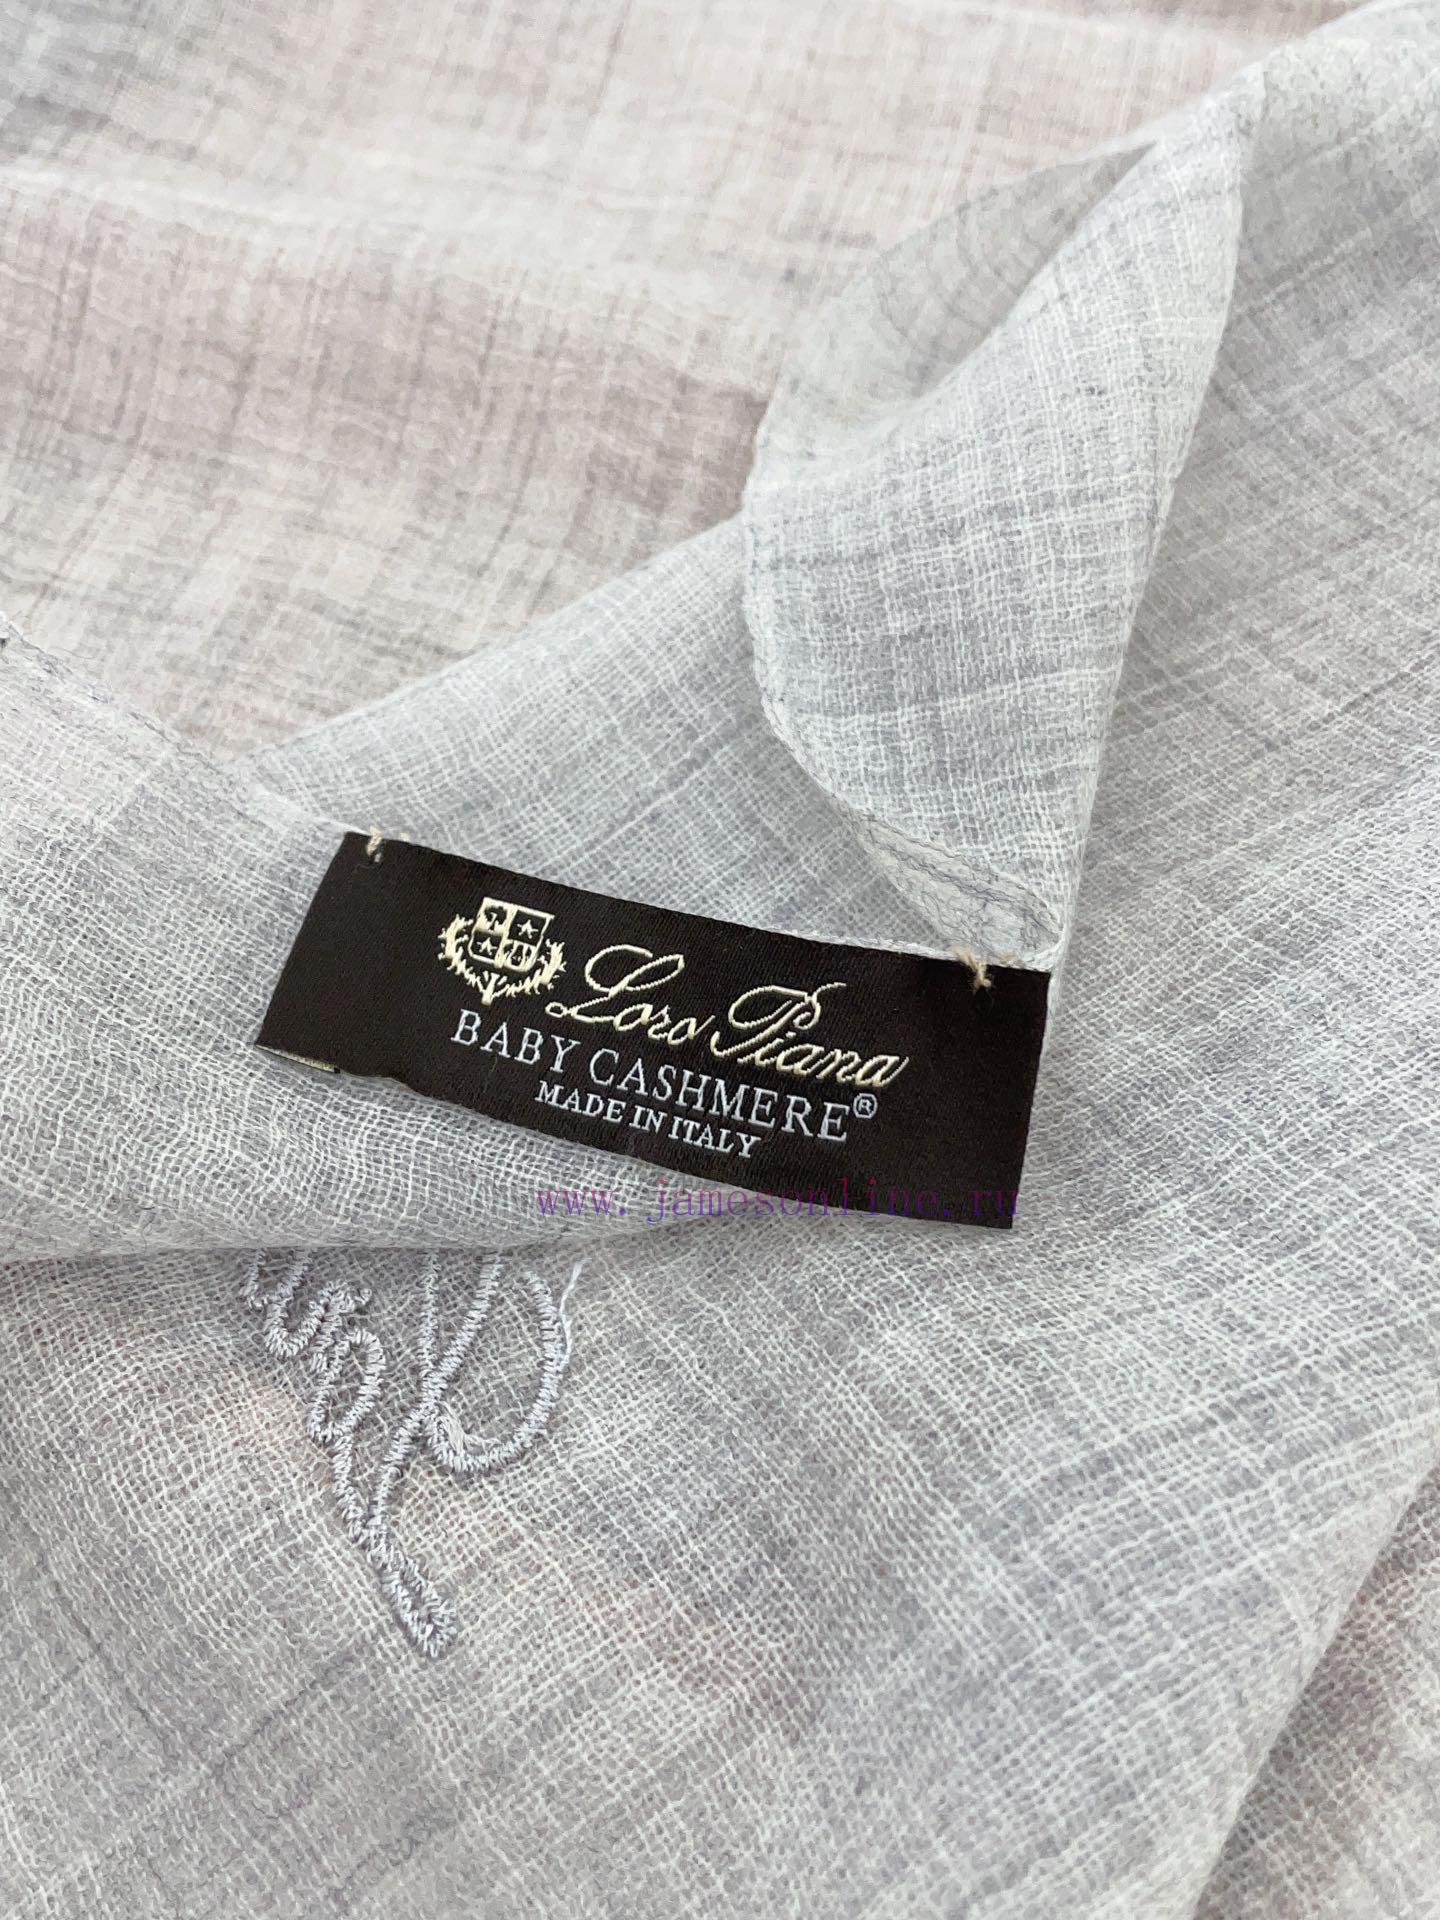 Loro Piana
BABY CASHMERE®
MADE IN ITALY
www.jamesonline.ru